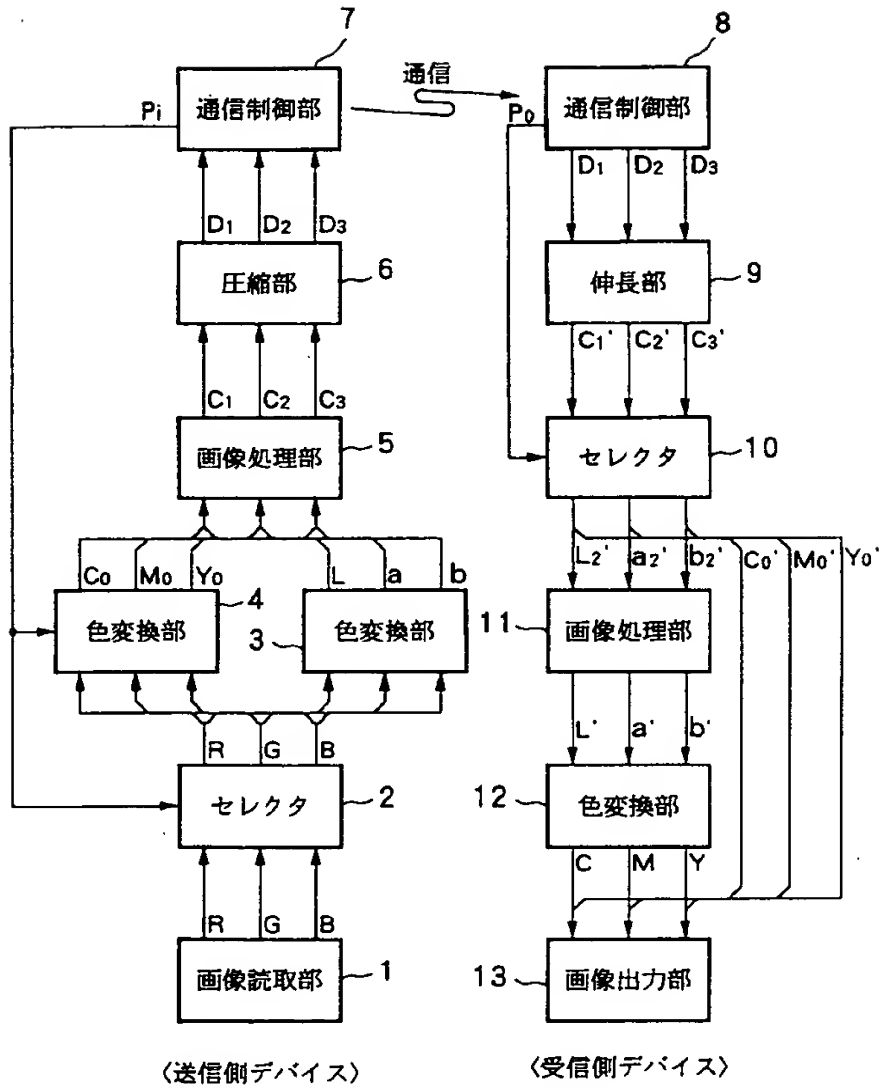 7
8
通信
Pi
通信制御部
P0
通信制御部
D1 D2 D3
D1 D2 D3
圧縮部
6
伸長部
9
C1' C2' C3'
C1 C2 C3
画像処理部
5
セレクタ
10
C0 M0 Y0
L a b
L2' a2' b2' C0' M0' Y0'
4
色変換部
3
色変換部
11
画像処理部
R G B
L' a' b'
セレクタ
2
12
色変換部
C M Y
R G B
画像読取部
1
13
画像出力部
〈送信側デバイス〉
〈受信側デバイス〉